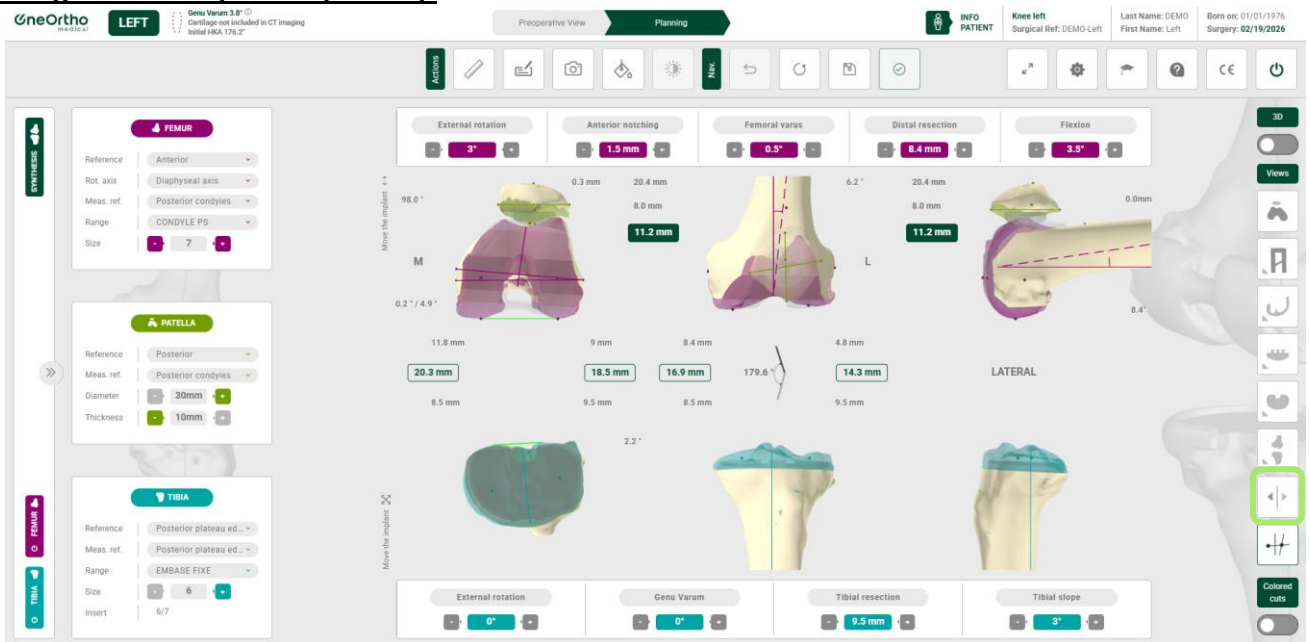 OneOrtho
medical
LEFT
Genu Varum 3.8°
Cartilage not included in CT imaging
Initial HKA 176.2°
Preoperative View
Planning
INFO
PATIENT
Knee left
Surgical Ref: DEMO-Left
Last Name: DEMO
First Name: Left
Born on: 01/01/1976
Surgery: 02/19/2026
Actions
Nav.
CE
SYNTHESIS
FEMUR
Reference Anterior
Rot. axis Diaphyseal axis
Meas. ref. Posterior condyles
Range CONDYLE PS
Size - 7 +
PATELLA
Reference Posterior
Meas. ref. Posterior condyles
Diameter - 30mm +
Thickness - 10mm +
TIBIA
Reference Posterior plateau ed...
Meas. ref. Posterior plateau ed...
Range EMBASE FIXE
Size - 6 +
Insert 6/7
FEMUR
TIBIA
External rotation
- 3° +
Anterior notching
- 1.5 mm +
Femoral varus
+ 0.5° -
Distal resection
- 8.4 mm +
Flexion
- 3.5° +
Move the implant
98.0 °
0.3 mm
20.4 mm
8.0 mm
11.2 mm
6.2 °
20.4 mm
8.0 mm
11.2 mm
0.0mm
M
L
0.2 ° / 4.9 °
8.4°
11.8 mm
9 mm
8.4 mm
4.8 mm
20.3 mm
18.5 mm
16.9 mm
179.6 °
14.3 mm
LATERAL
8.5 mm
9.5 mm
8.5 mm
9.5 mm
2.2 °
Move the implant
External rotation
- 0° +
Genu Varum
- 0° +
Tibial resection
- 9.5 mm +
Tibial slope
- 3° +
3D
Views
Colored
cuts